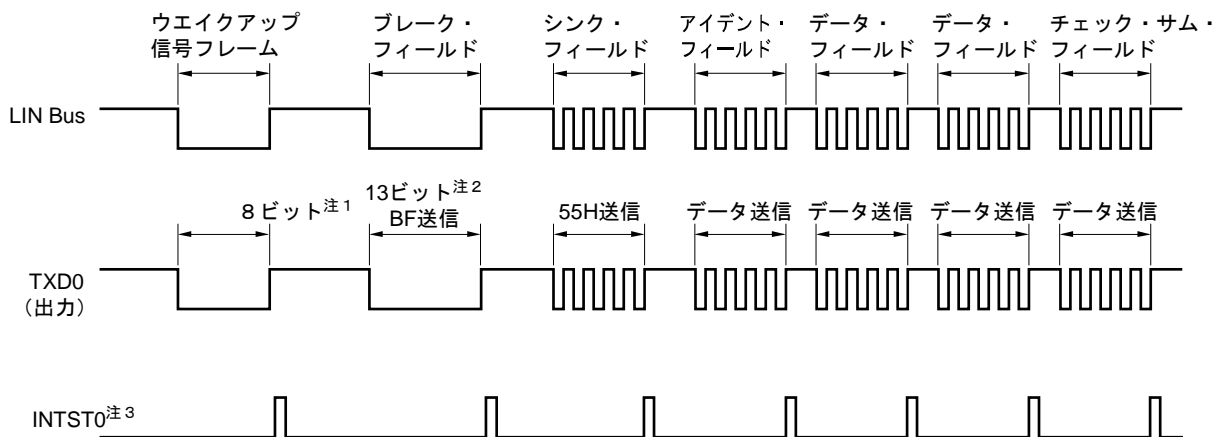 ウエイクアップ
信号フレーム
ブレーク・
フィールド
シンク・
フィールド
アイデント・
フィールド
データ・
フィールド
データ・
フィールド
チェック・サム・
フィールド
LIN Bus
8ビット注1
13ビット注2
BF送信
55H送信
データ送信
データ送信
データ送信
データ送信
TXD0
（出力）
INTST0注3